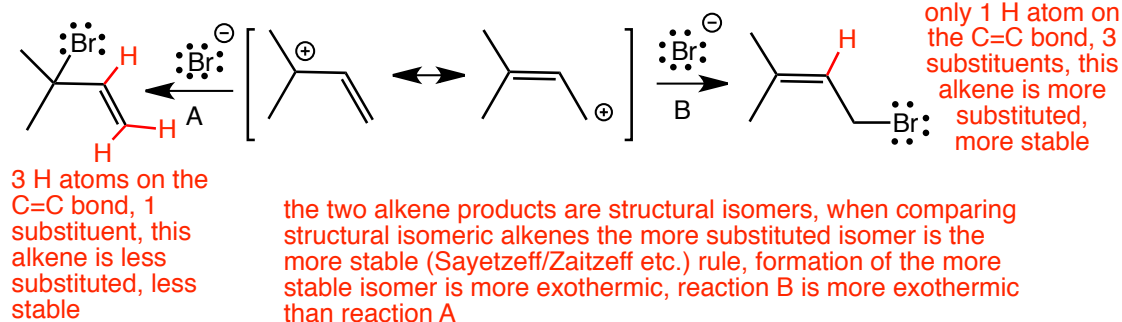 only 1 H atom on
the C=C bond, 3
substituents, this
alkene is more
substituted,
more stable
Br
H
H
H
Br
⊖
A
⊕
⊕
Br
⊖
B
H
Br
3 H atoms on the
C=C bond, 1
substituent, this
alkene is less
substituted, less
stable
the two alkene products are structural isomers, when comparing
structural isomeric alkenes the more substituted isomer is the
more stable (Sayetzeff/Zaitzeff etc.) rule, formation of the more
stable isomer is more exothermic, reaction B is more exothermic
than reaction A